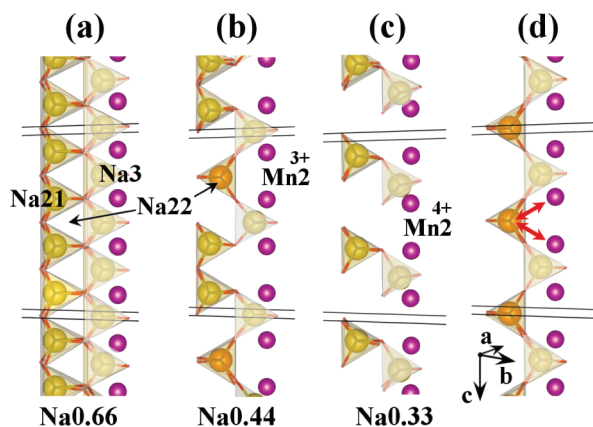 (a) (b) (c) (d)
Na3
Na21
Na22
Mn2 3+
Mn2 4+
a
b
c
Na0.66 Na0.44 Na0.33